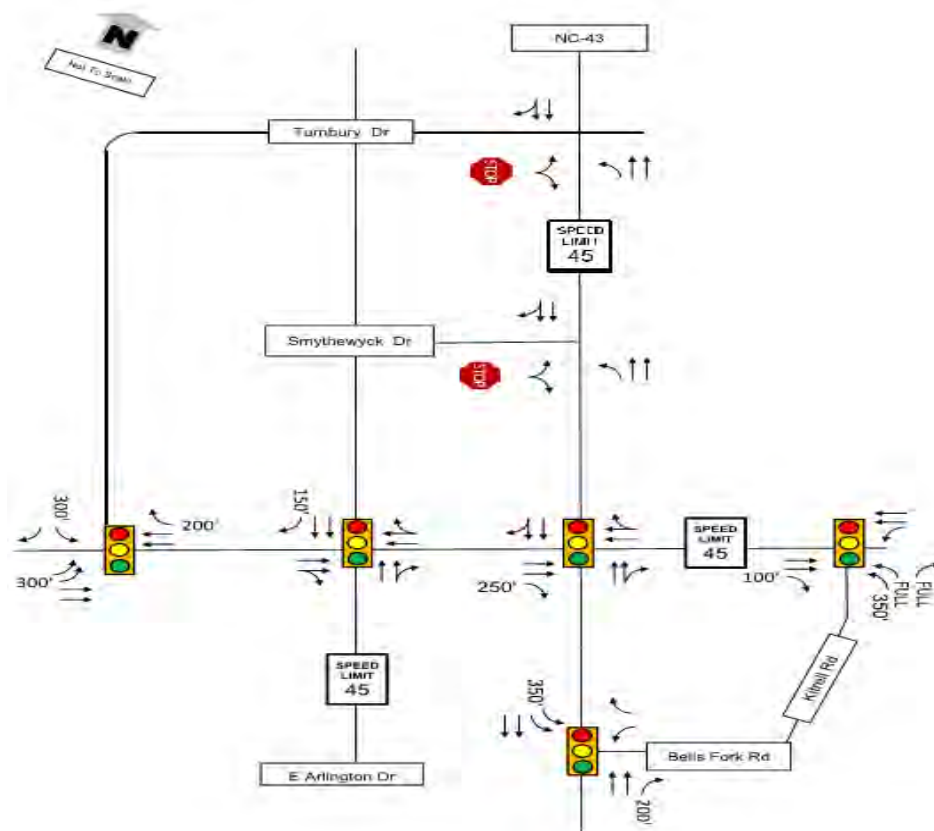 N
NC-43
Not To Scale
Turnbury Dr
STOP
SPEED
LIMIT
45
Smythewyck Dr
STOP
300'
200'
150'
SPEED
LIMIT
45
300'
250'
100'
FULL
FULL
350'
SPEED
LIMIT
45
350'
Kittrell Rd
E Arlington Dr
Bells Fork Rd
200'